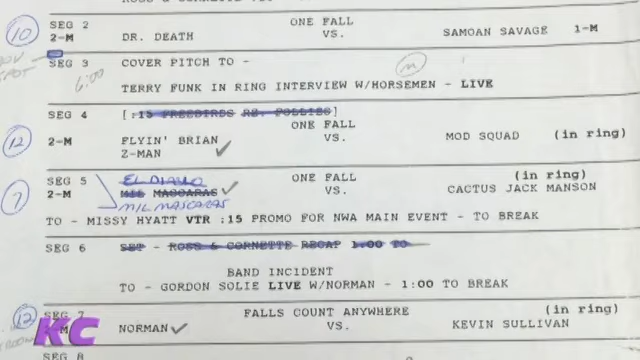 SEG 2 ONE FALL
10 2-M DR. DEATH VS. SAMOAN SAVAGE 1-M
SEG 3 COVER PITCH TO -
6:00
TERRY FUNK IN RING INTERVIEW W/HORSEMEN - LIVE
SEG 4 [:15 FREEBIRDS RE. FOLLIES]
ONE FALL
12 2-M FLYIN' BRIAN VS. MOD SQUAD (in ring)
Z-MAN
SEG 5 EL DIABLO ONE FALL (in ring)
7 2-M MIL MASCARAS VS. CACTUS JACK MANSON
MIL MASCARAS
TO - MISSY HYATT VTR :15 PROMO FOR NWA MAIN EVENT - TO BREAK
SEG 6 SET - ROSS & CORNETTE RECAP 1:00 TO
BAND INCIDENT
TO - GORDON SOLIE LIVE W/NORMAN - 1:00 TO BREAK
12 SEG 7 FALLS COUNT ANYWHERE (in ring)
NORMAN VS. KEVIN SULLIVAN
KC
SEG 8